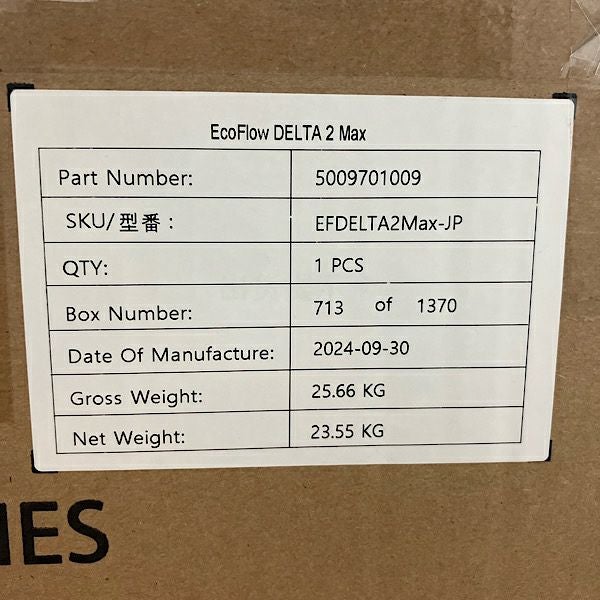 EcoFlow DELTA 2 Max
Part Number: 5009701009
SKU/型番: EFDELTA2Max-JP
QTY: 1 PCS
Box Number: 713 of 1370
Date Of Manufacture: 2024-09-30
Gross Weight: 25.66 KG
Net Weight: 23.55 KG
IES